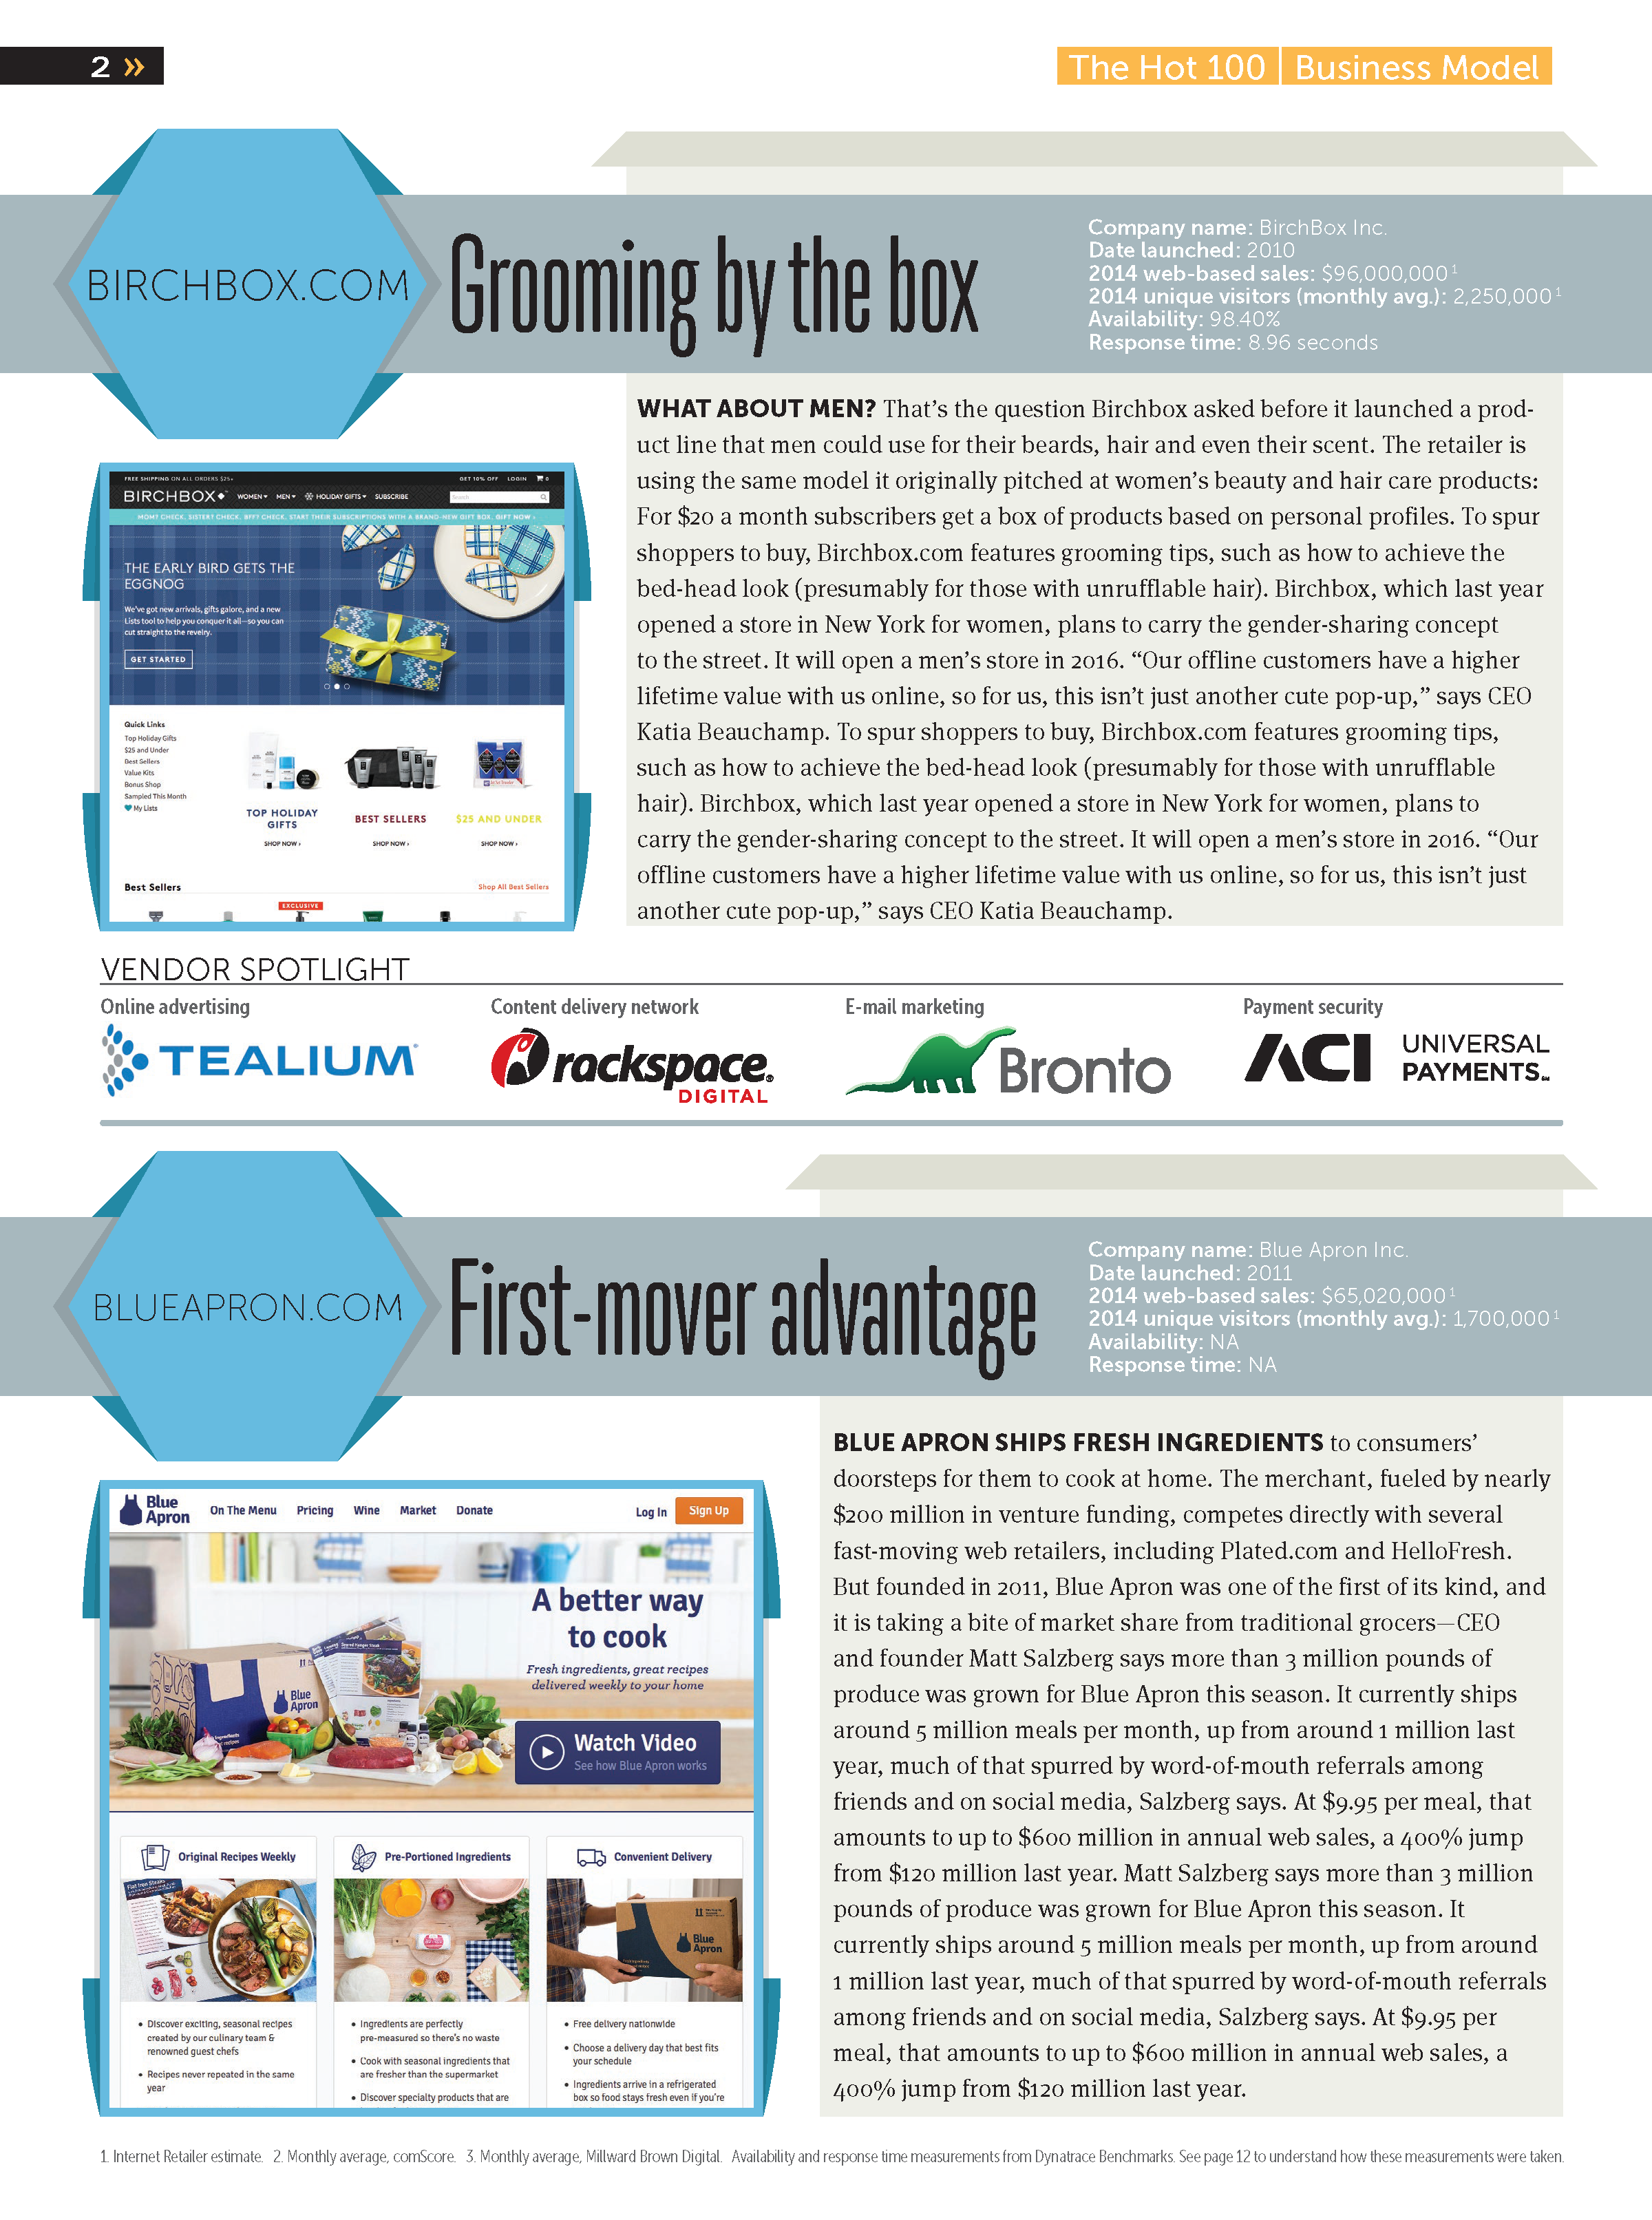 2 »
The Hot 100 | Business Model
BIRCHBOX.COM
Grooming by the box
Company name: BirchBox Inc.
Date launched: 2010
2014 web-based sales: $96,000,000 1
2014 unique visitors (monthly avg.): 2,250,000 1
Availability: 98.40%
Response time: 8.96 seconds
WHAT ABOUT MEN? That's the question Birchbox asked before it launched a prod-
uct line that men could use for their beards, hair and even their scent. The retailer is
using the same model it originally pitched at women's beauty and hair care products:
For $20 a month subscribers get a box of products based on personal profiles. To spur
shoppers to buy, Birchbox.com features grooming tips, such as how to achieve the
bed-head look (presumably for those with unrufflable hair). Birchbox, which last year
opened a store in New York for women, plans to carry the gender-sharing concept
to the street. It will open a men's store in 2016. “Our offline customers have a higher
lifetime value with us online, so for us, this isn't just another cute pop-up,” says CEO
Katia Beauchamp. To spur shoppers to buy, Birchbox.com features grooming tips,
such as how to achieve the bed-head look (presumably for those with unrufflable
hair). Birchbox, which last year opened a store in New York for women, plans to
carry the gender-sharing concept to the street. It will open a men's store in 2016. “Our
offline customers have a higher lifetime value with us online, so for us, this isn't just
another cute pop-up,” says CEO Katia Beauchamp.
FREE SHIPPING ON ALL ORDERS $25+
GET 10% OFF LOGIN 0
BIRCHBOX
WOMEN MEN HOLIDAY GIFTS SUBSCRIBE
Search
MOM? CHECK. SISTER? CHECK. BFF? CHECK. START THEIR SUBSCRIPTIONS WITH A BRAND-NEW GIFT BOX. GIFT NOW ›
THE EARLY BIRD GETS THE
EGGNOG
We've got new arrivals, gifts galore, and a new
Lists tool to help you conquer it all—so you can
cut straight to the revelry.
GET STARTED
Quick Links
Top Holiday Gifts
$25 and Under
Best Sellers
Value Kits
Bonus Shop
Sampled This Month
My Lists
TOP HOLIDAY
GIFTS
SHOP NOW ›
BEST SELLERS
SHOP NOW ›
$25 AND UNDER
SHOP NOW ›
Best Sellers
Shop All Best Sellers
EXCLUSIVE
VENDOR SPOTLIGHT
Online advertising
TEALIUM
Content delivery network
rackspace.
DIGITAL
E-mail marketing
Bronto
Payment security
ACI UNIVERSAL
PAYMENTS
BLUEAPRON.COM
First-mover advantage
Company name: Blue Apron Inc.
Date launched: 2011
2014 web-based sales: $65,020,000 1
2014 unique visitors (monthly avg.): 1,700,000 1
Availability: NA
Response time: NA
BLUE APRON SHIPS FRESH INGREDIENTS to consumers'
doorsteps for them to cook at home. The merchant, fueled by nearly
$200 million in venture funding, competes directly with several
fast-moving web retailers, including Plated.com and HelloFresh.
But founded in 2011, Blue Apron was one of the first of its kind, and
it is taking a bite of market share from traditional grocers—CEO
and founder Matt Salzberg says more than 3 million pounds of
produce was grown for Blue Apron this season. It currently ships
around 5 million meals per month, up from around 1 million last
year, much of that spurred by word-of-mouth referrals among
friends and on social media, Salzberg says. At $9.95 per meal, that
amounts to up to $600 million in annual web sales, a 400% jump
from $120 million last year. Matt Salzberg says more than 3 million
pounds of produce was grown for Blue Apron this season. It
currently ships around 5 million meals per month, up from around
1 million last year, much of that spurred by word-of-mouth referrals
among friends and on social media, Salzberg says. At $9.95 per
meal, that amounts to up to $600 million in annual web sales, a
400% jump from $120 million last year.
Blue
Apron
On The Menu Pricing Wine Market Donate
Log In Sign Up
A better way
to cook
Fresh ingredients, great recipes
delivered weekly to your home
Watch Video
See how Blue Apron works
Blue
Apron
Original Recipes Weekly
• Discover exciting, seasonal recipes
created by our culinary team &
renowned guest chefs
• Recipes never repeated in the same
year
Pre-Portioned Ingredients
• Ingredients are perfectly
pre-measured so there's no waste
• Cook with seasonal ingredients that
are fresher than the supermarket
• Discover specialty products that are
Convenient Delivery
Blue
Apron
• Free delivery nationwide
• Choose a delivery day that best fits
your schedule
• Ingredients arrive in a refrigerated
box so food stays fresh even if you're
1. Internet Retailer estimate. 2. Monthly average, comScore. 3. Monthly average, Millward Brown Digital. Availability and response time measurements from Dynatrace Benchmarks. See page 12 to understand how these measurements were taken.